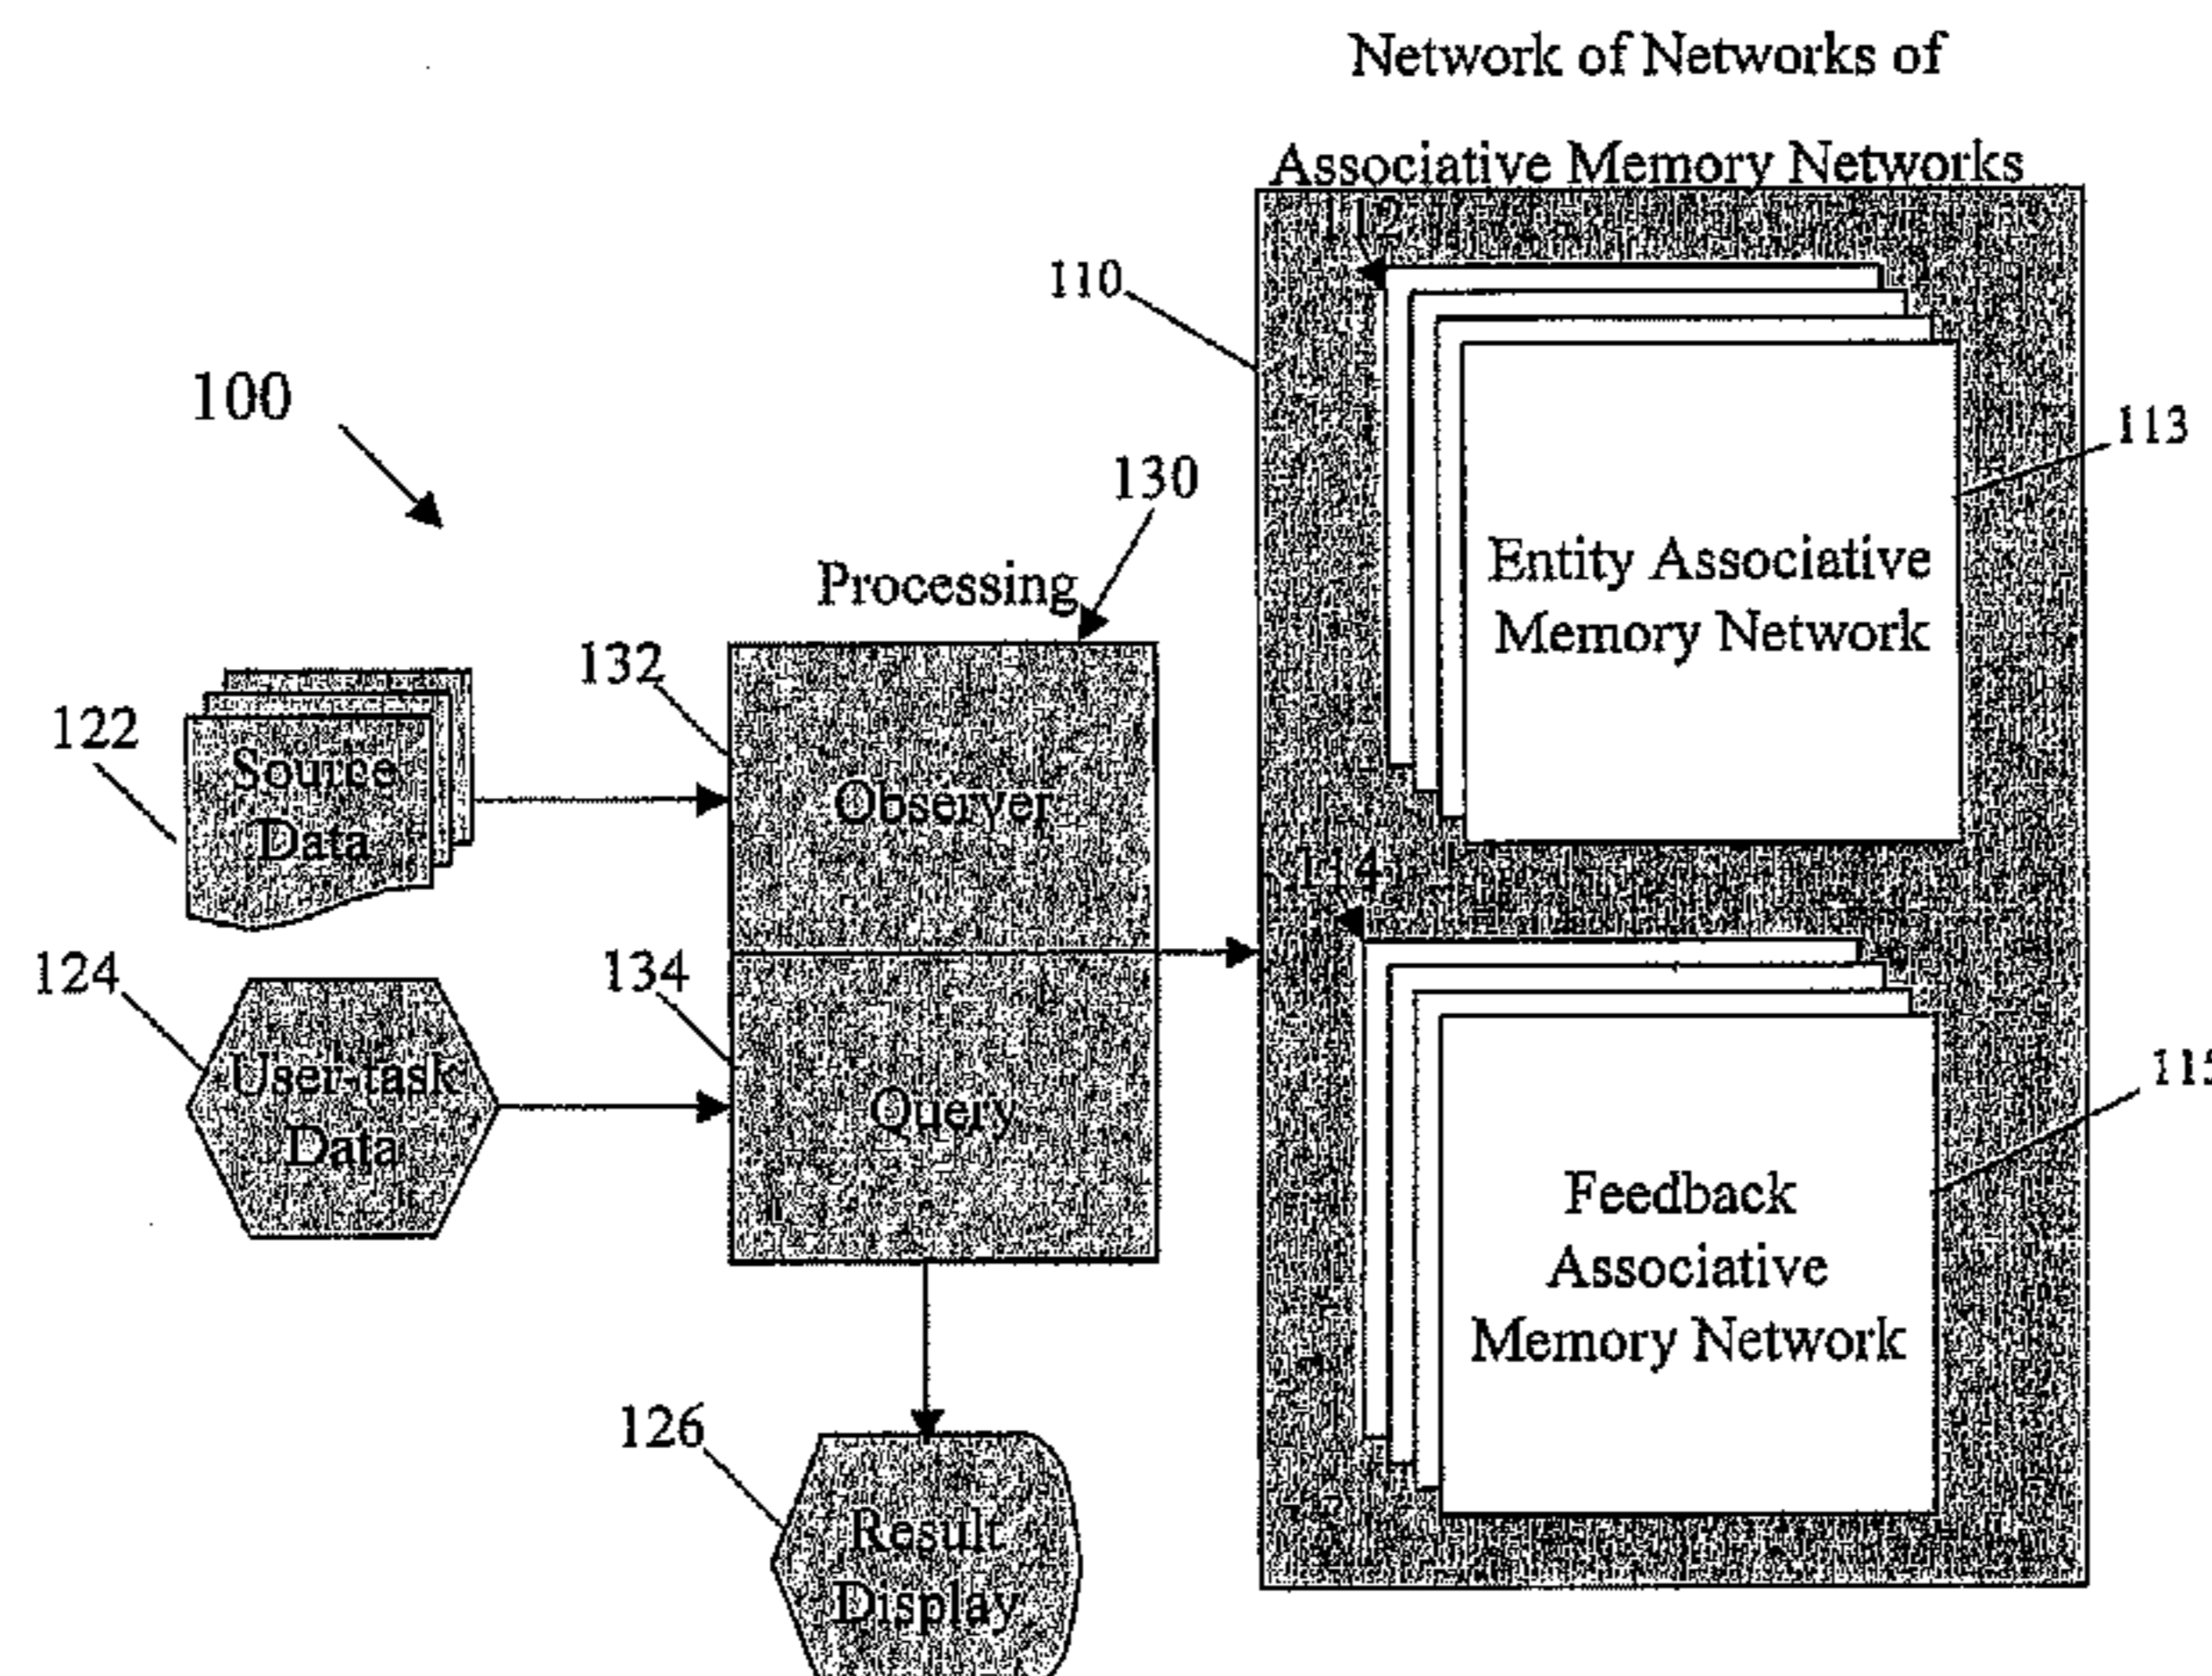 Network of Networks of
Associative Memory Networks
112
110
100
113
130
Entity Associative
Memory Network
Processing
132
122
Source
Data
Observer
114
124
134
User-task
Data
Query
115
Feedback
Associative
Memory Network
126
Result
Display